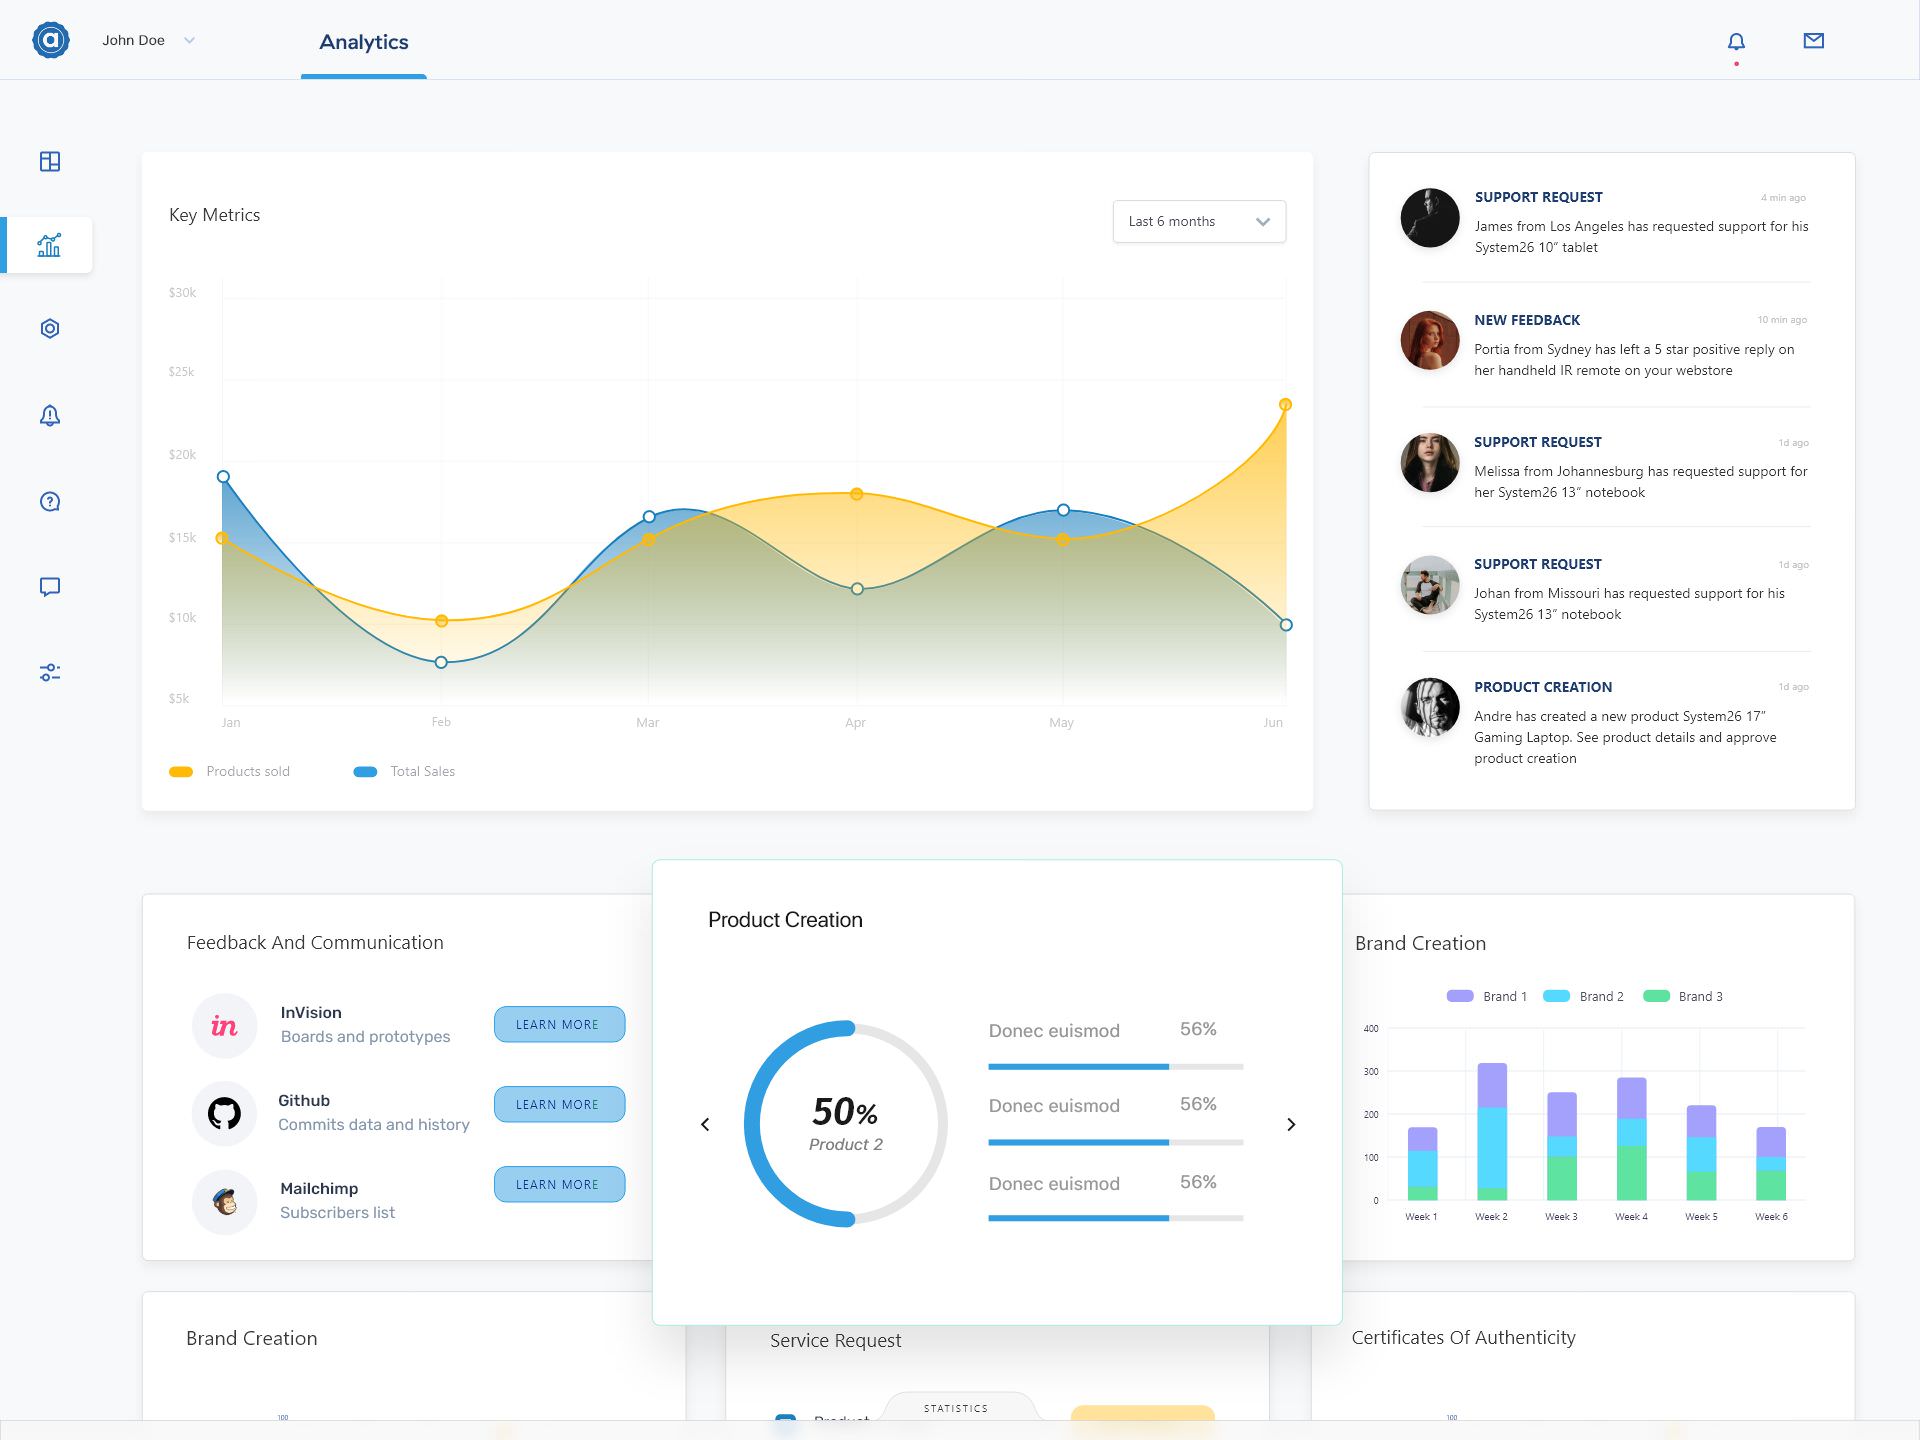 a
John Doe
Analytics
Key Metrics
Last 6 months
$30k
$25k
$20k
$15k
$10k
$5k
Jan
Feb
Mar
Apr
May
Jun
Products sold
Total Sales
SUPPORT REQUEST
4 min ago
James from Los Angeles has requested support for his
System26 10” tablet
NEW FEEDBACK
10 min ago
Portia from Sydney has left a 5 star positive reply on
her handheld IR remote on your webstore
SUPPORT REQUEST
1d ago
Melissa from Johannesburg has requested support for
her System26 13” notebook
SUPPORT REQUEST
1d ago
Johan from Missouri has requested support for his
System26 13” notebook
PRODUCT CREATION
1d ago
Andre has created a new product System26 17”
Gaming Laptop. See product details and approve
product creation
Feedback And Communication
in
InVision
Boards and prototypes
LEARN MORE
Github
Commits data and history
LEARN MORE
Mailchimp
Subscribers list
LEARN MORE
Product Creation
50%
Product 2
Donec euismod
56%
Donec euismod
56%
Donec euismod
56%
Brand Creation
Brand 1
Brand 2
Brand 3
400
300
200
100
0
Week 1
Week 2
Week 3
Week 4
Week 5
Week 6
Brand Creation
100
Service Request
Product
STATISTICS
Certificates Of Authenticity
100